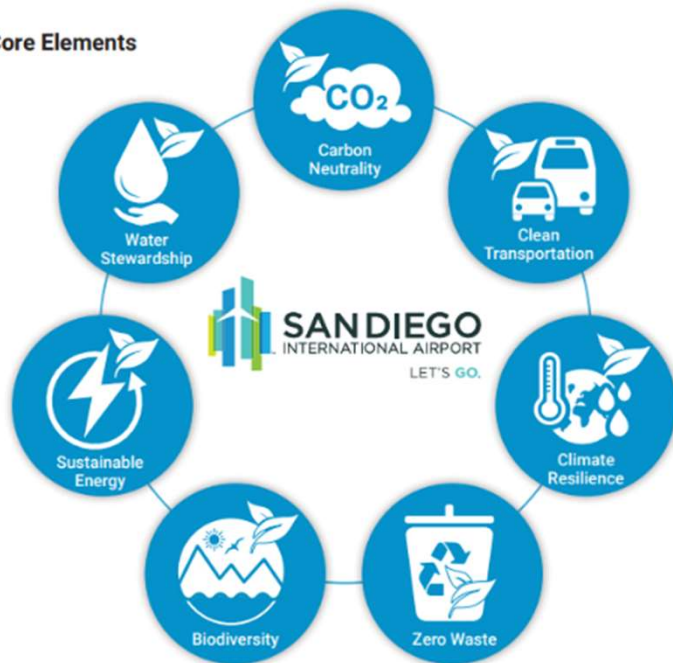 Core Elements
CO₂
Carbon
Neutrality
Clean
Transportation
Climate
Resilience
Zero Waste
Biodiversity
Sustainable
Energy
Water
Stewardship
SAN DIEGO
INTERNATIONAL AIRPORT
LET'S GO.